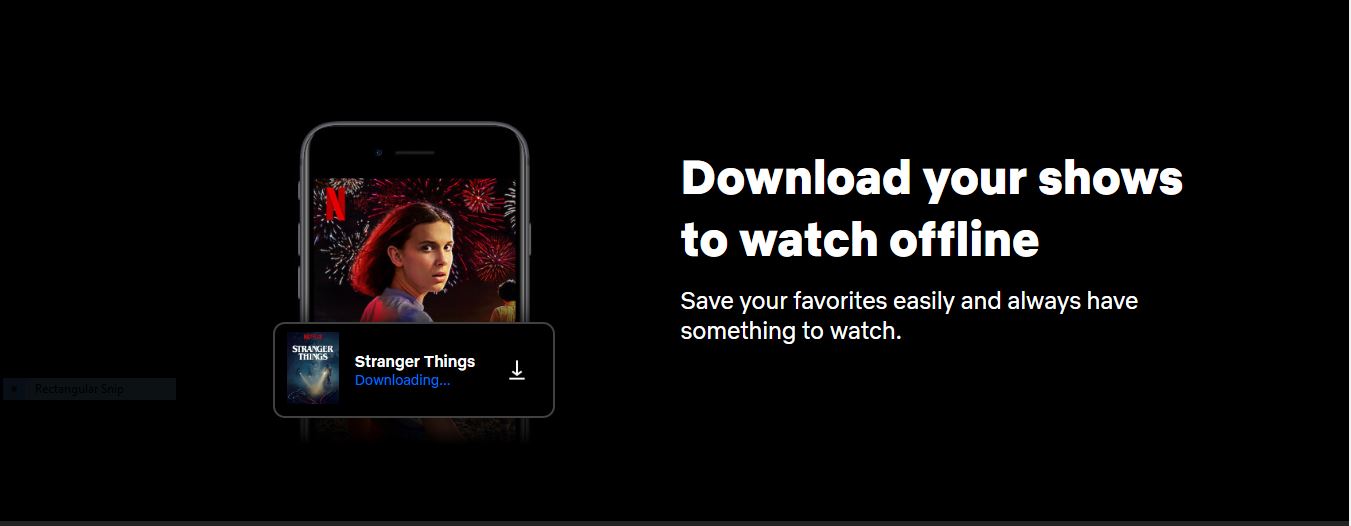 Download your shows
to watch offline
Save your favorites easily and always have
something to watch.
N
NETFLIX
STRANGER
THINGS
Stranger Things
Downloading...
Rectangular Snip